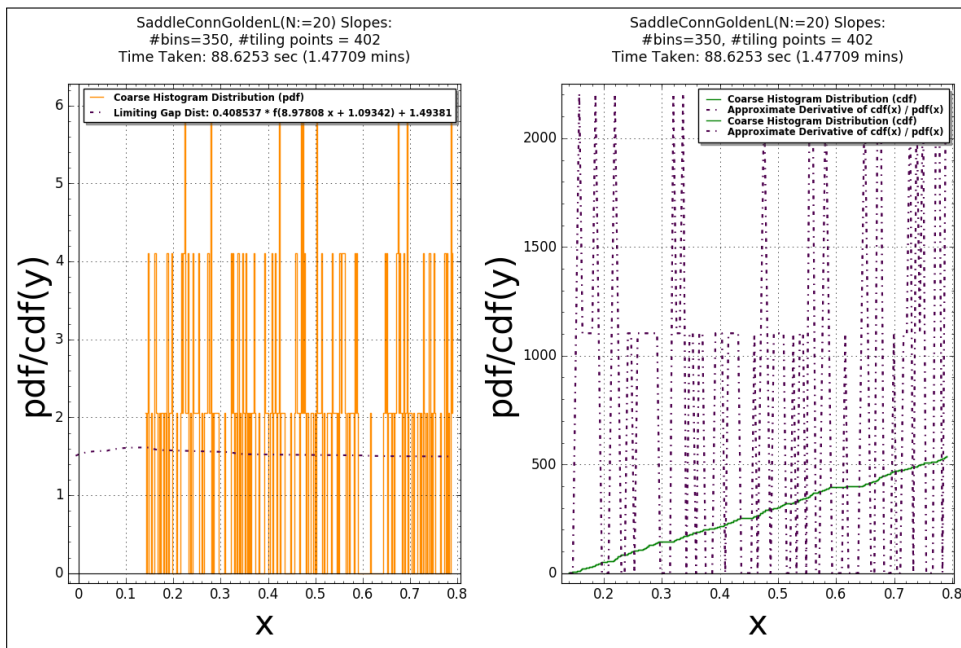 SaddleConnGoldenL(N:=20) Slopes:
#bins=350, #tiling points = 402
Time Taken: 88.6253 sec (1.47709 mins)
Coarse Histogram Distribution (pdf)
Limiting Gap Dist: 0.408537 * f(8.97808 x + 1.09342) + 1.49381
6
5
4
3
2
1
0
0
0.1
0.2
0.3
0.4
0.5
0.6
0.7
0.8
pdf/cdf(y)
x
SaddleConnGoldenL(N:=20) Slopes:
#bins=350, #tiling points = 402
Time Taken: 88.6253 sec (1.47709 mins)
Coarse Histogram Distribution (cdf)
Approximate Derivative of cdf(x) / pdf(x)
Coarse Histogram Distribution (cdf)
Approximate Derivative of cdf(x) / pdf(x)
2000
1500
1000
500
0
0.2
0.3
0.4
0.5
0.6
0.7
0.8
pdf/cdf(y)
x